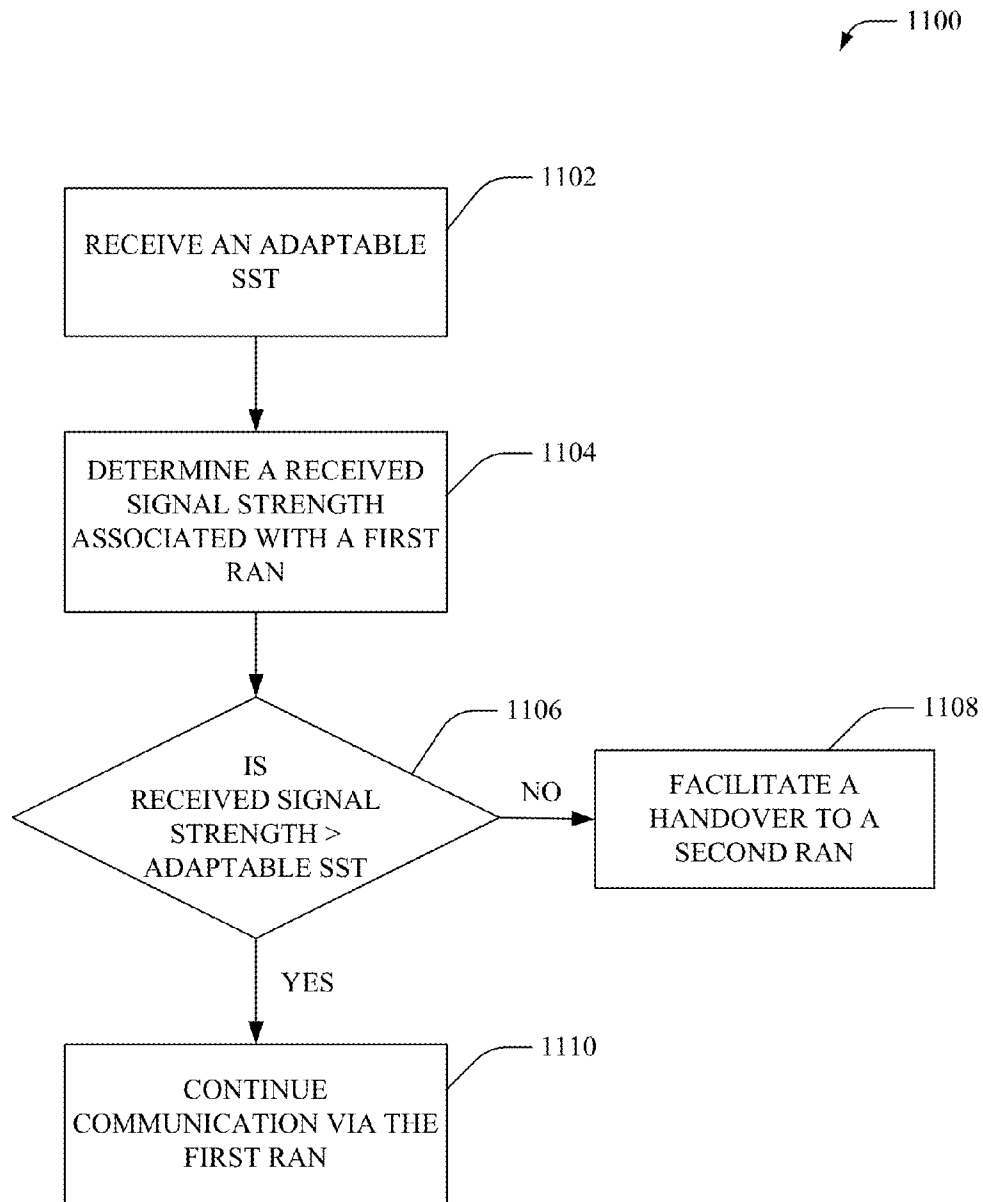 1100
1102
RECEIVE AN ADAPTABLE
SST
1104
DETERMINE A RECEIVED
SIGNAL STRENGTH
ASSOCIATED WITH A FIRST
RAN
1106
IS
RECEIVED SIGNAL
STRENGTH >
ADAPTABLE SST
NO
1108
FACILITATE A
HANDOVER TO A
SECOND RAN
YES
1110
CONTINUE
COMMUNICATION VIA THE
FIRST RAN